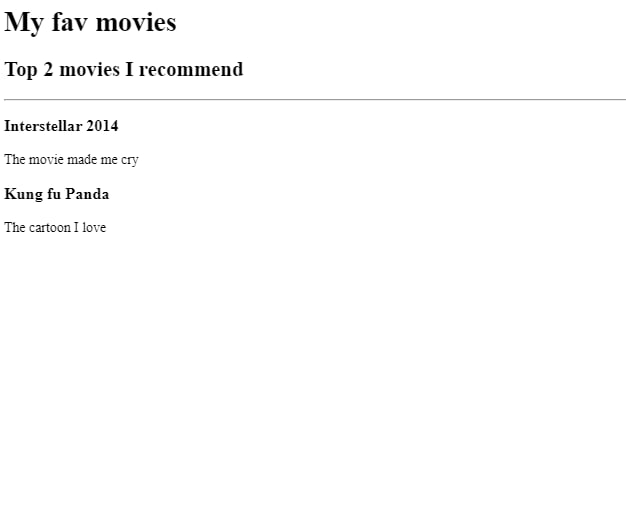 My fav movies
Top 2 movies I recommend
Interstellar 2014
The movie made me cry
Kung fu Panda
The cartoon I love